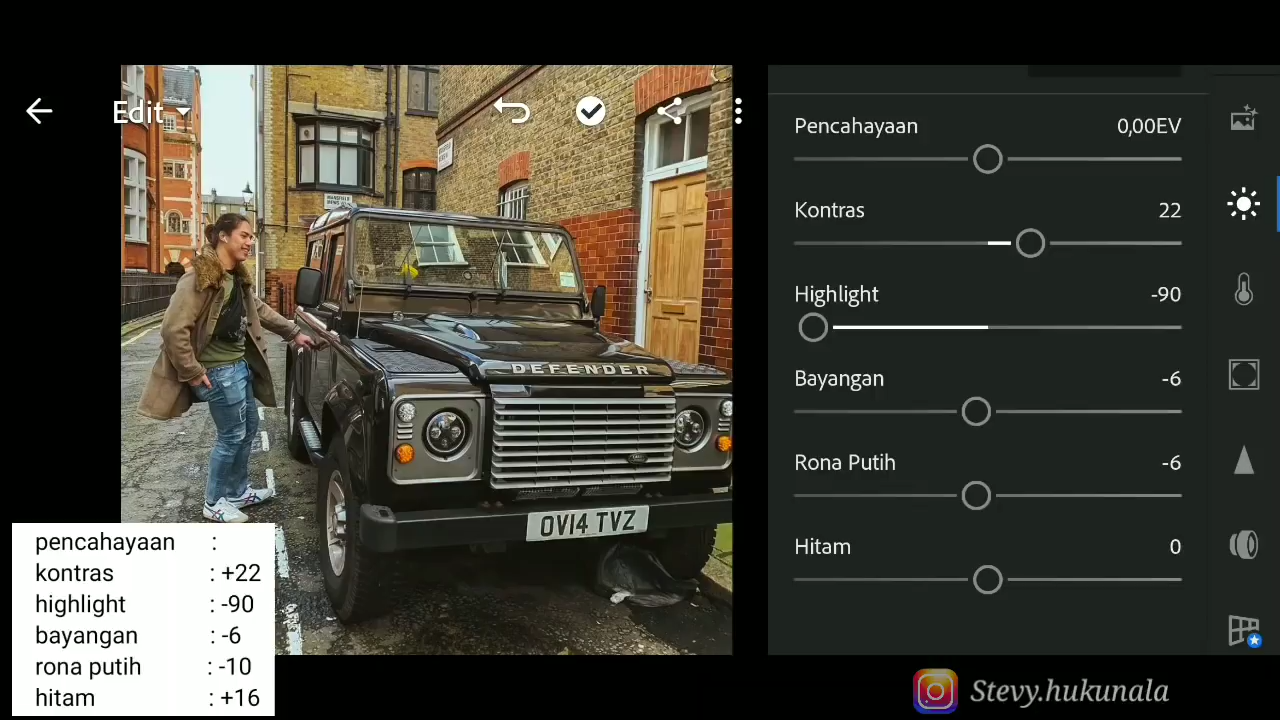 Edit
Pencahayaan 0,00EV
Kontras 22
Highlight -90
Bayangan -6
Rona Putih -6
Hitam 0
DEFENDER
OV14 TVZ
pencahayaan :
kontras : +22
highlight : -90
bayangan : -6
rona putih : -10
hitam : +16
Stevy.hukunala